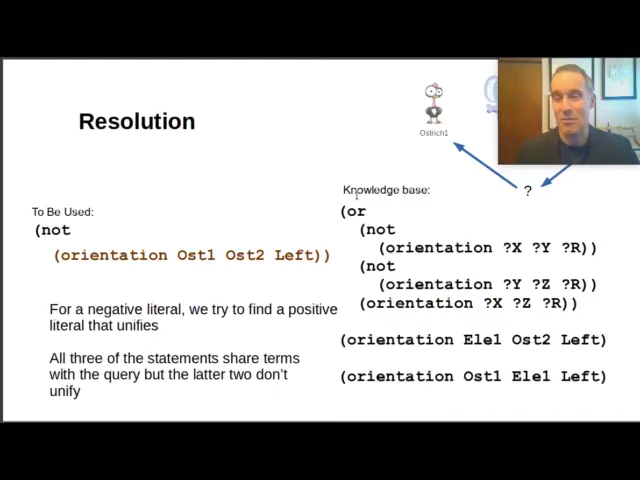 Resolution
Ostrich1
?
To Be Used:
(not
(orientation Ost1 Ost2 Left))
For a negative literal, we try to find a positive
literal that unifies
All three of the statements share terms
with the query but the latter two don't
unify
Knowledge base:
(or
(not
(orientation ?X ?Y ?R))
(not
(orientation ?Y ?Z ?R))
(orientation ?X ?Z ?R))
(orientation Ele1 Ost2 Left)
(orientation Ost1 Ele1 Left)